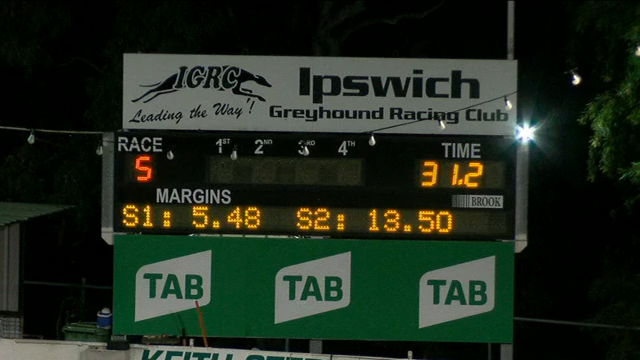 IGRC
Leading the Way!
Ipswich
Greyhound Racing Club
RACE 1ST 2ND 3RD 4TH TIME
5 31.2
MARGINS BROOK
S1: 5.48 S2: 13.50
TAB TAB TAB
KEITH